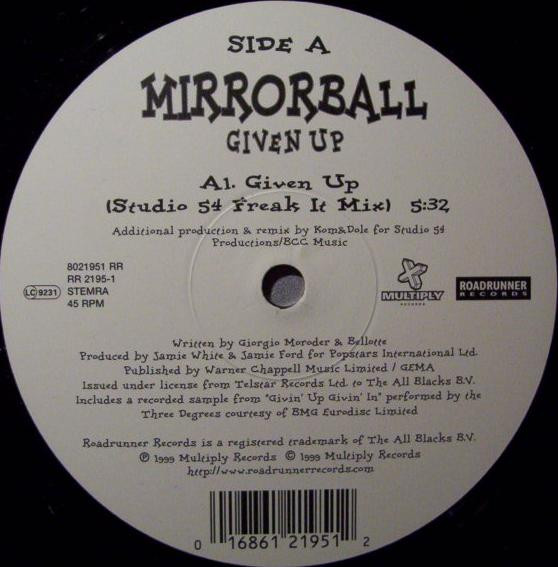 SIDE A
MIRRORBALL
GIVEN UP
A1. Given Up
(Studio 54 Freak It Mix) 5:32
Additional production & remix by Kom&Dole for Studio 54
Productions/BCC Music
8021951 RR
RR 2195-1
LC 9231 STEMRA
45 RPM
MULTIPLY
RECORDS
ROADRUNNER
RECORDS
Written by Giorgio Moroder & Bellotte
Produced by Jamie White & Jamie Ford for Popstars International Ltd.
Published by Warner Chappell Music Limited / GEMA
Issued under license from Telstar Records Ltd. to The All Blacks B.V.
Includes a recorded sample from "Givin' Up Givin' In" performed by the
Three Degrees courtesy of BMG Eurodisc Limited
Roadrunner Records is a registered trademark of The All Blacks B.V.
℗ 1999 Multiply Records © 1999 Multiply Records
http://www.roadrunnerrecords.com
0 16861 21951 2